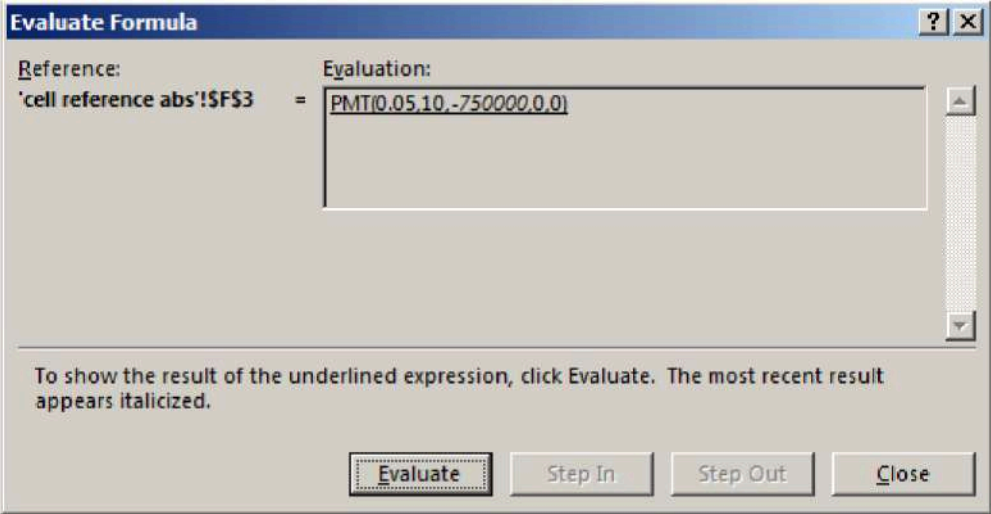 Evaluate Formula
? X
Reference: Evaluation:
'cell reference abs'!$F$3 = PMT(0.05,10,-750000,0,0)
To show the result of the underlined expression, click Evaluate. The most recent result
appears italicized.
Evaluate Step In Step Out Close